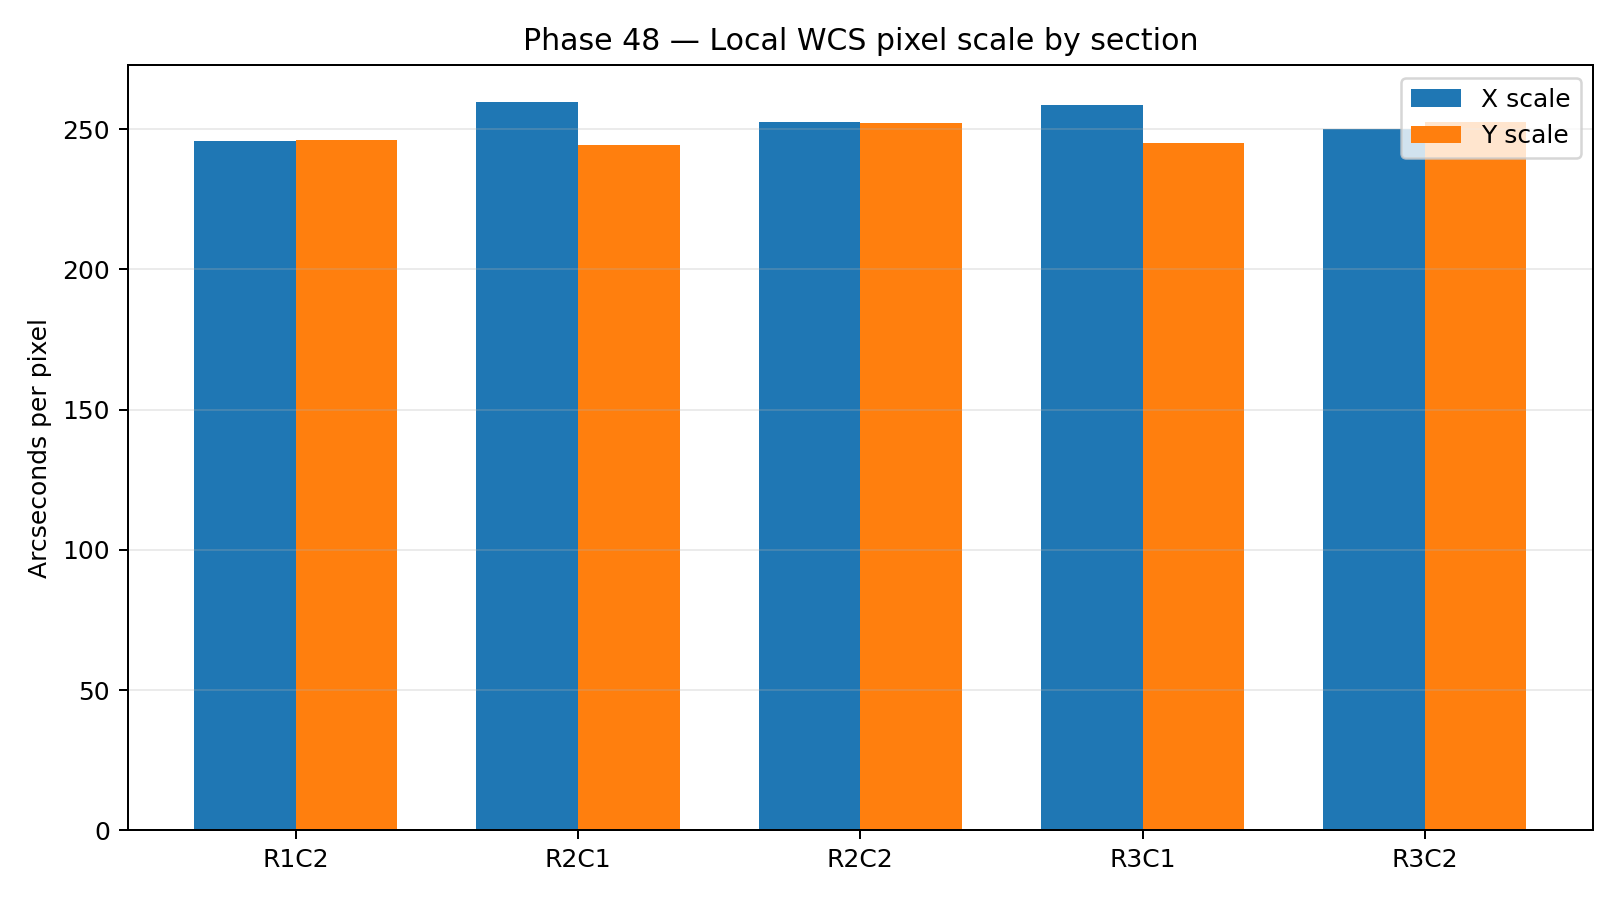 Phase 48 — Local WCS pixel scale by section
X scale
Y scale
Arcseconds per pixel
250
200
150
100
50
0
R1C2
R2C1
R2C2
R3C1
R3C2